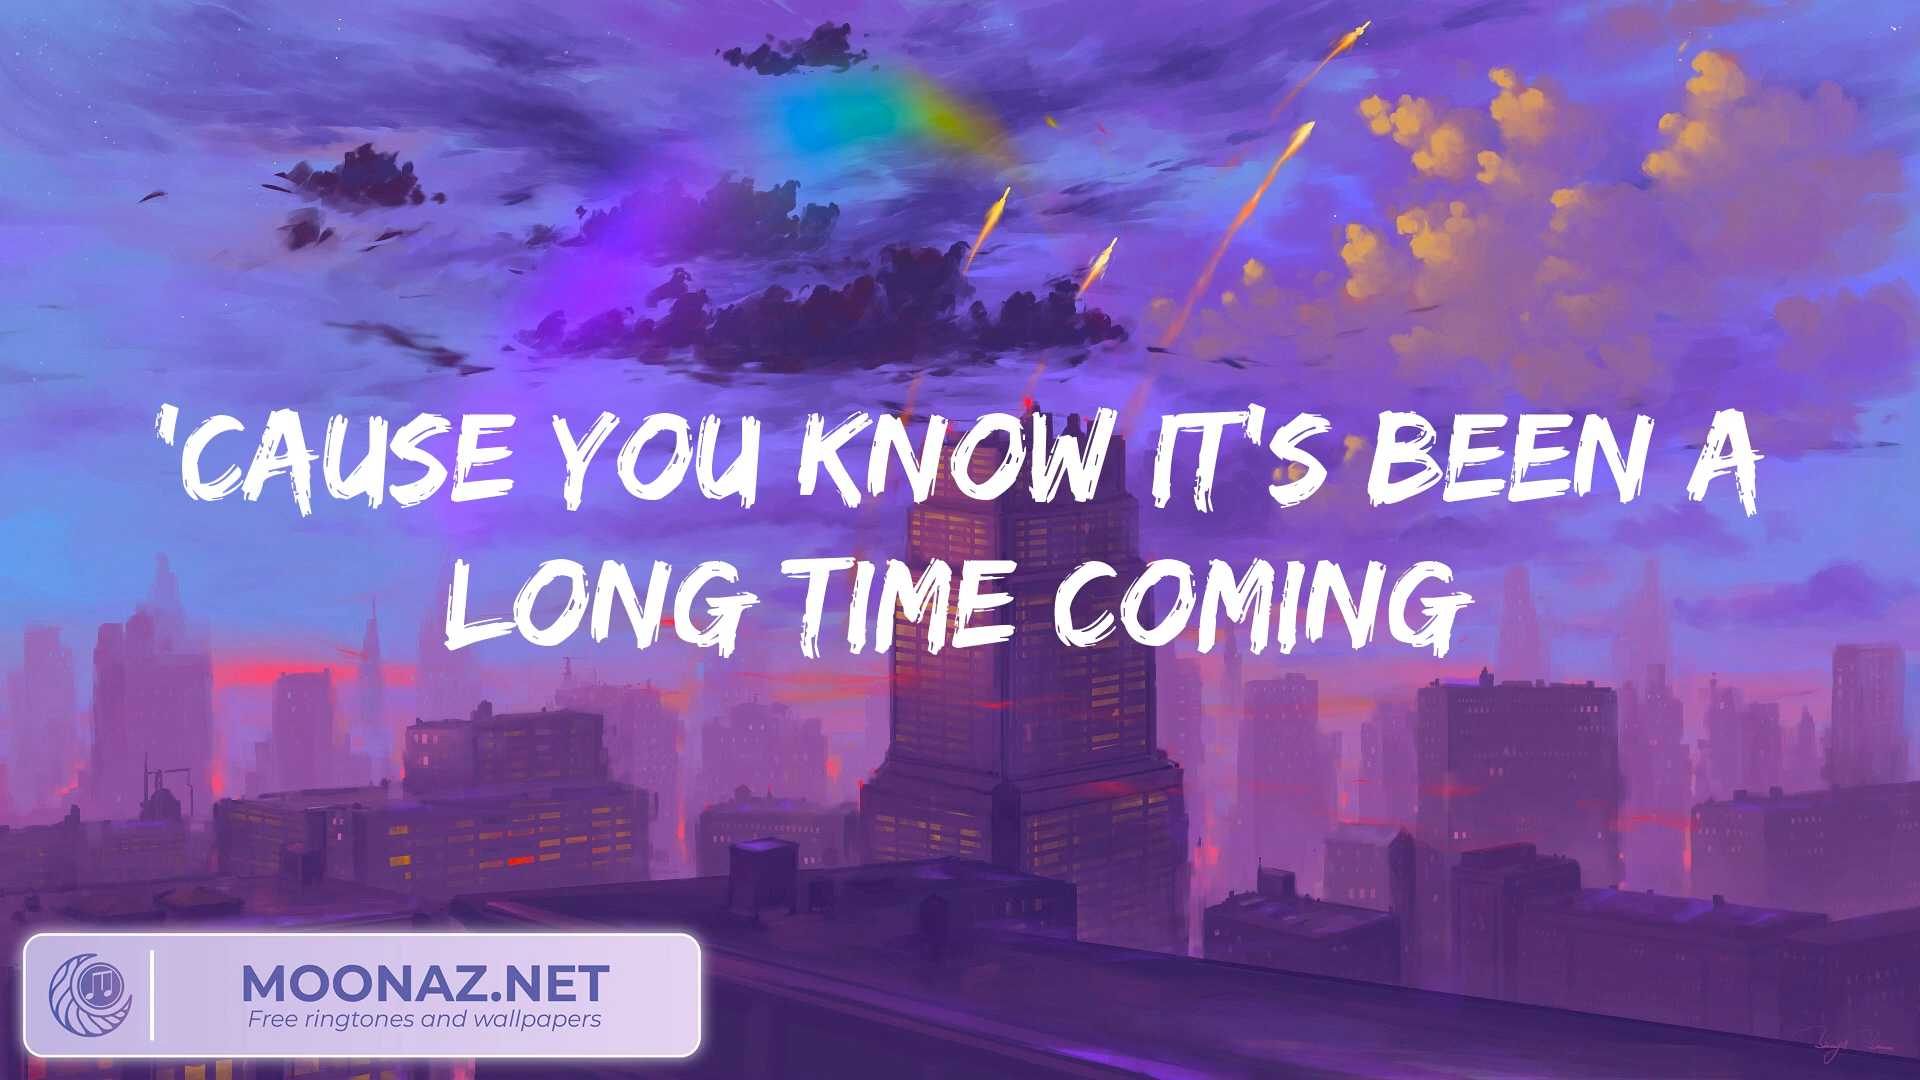 'CAUSE YOU KNOW IT'S BEEN A
LONG TIME COMING
MOONAZ.NET
Free ringtones and wallpapers